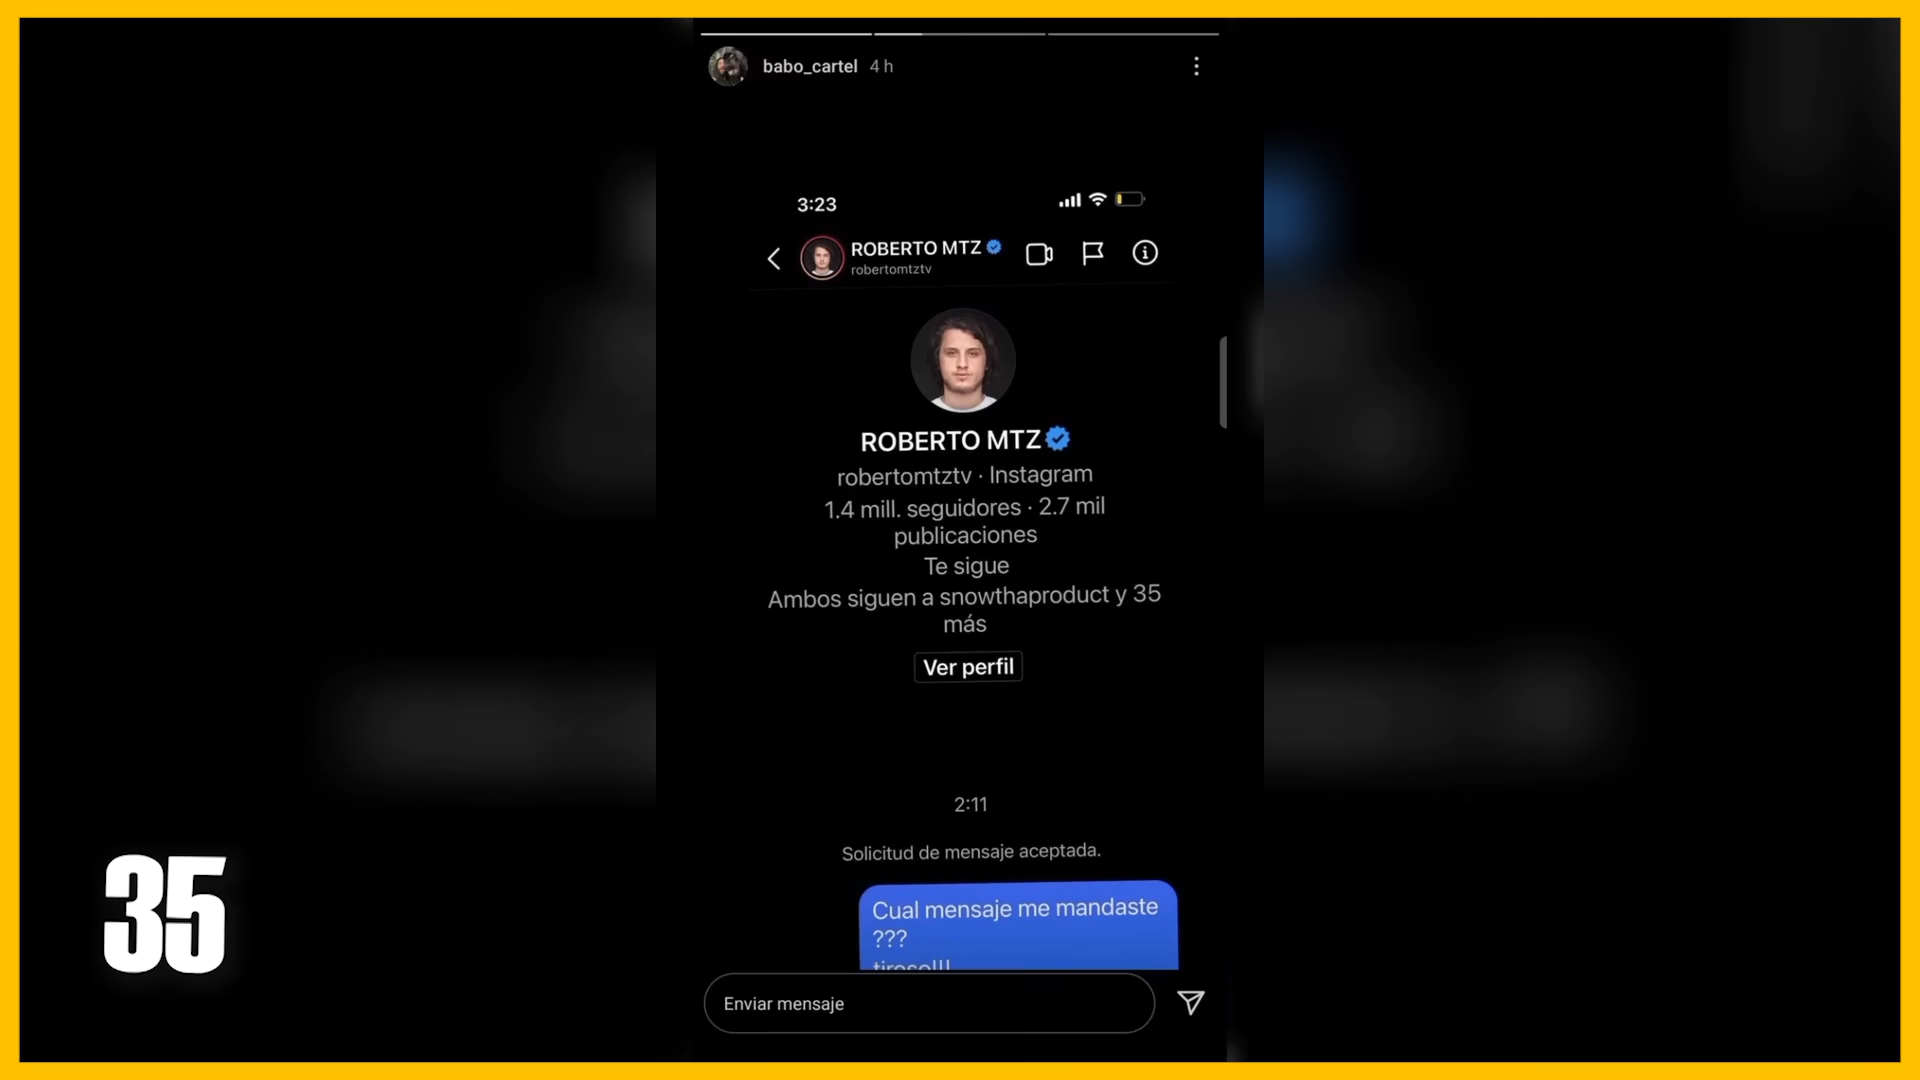 babo_cartel 4 h
3:23
ROBERTO MTZ
robertomtztv
ROBERTO MTZ
robertomtztv · Instagram
1.4 mill. seguidores · 2.7 mil
publicaciones
Te sigue
Ambos siguen a snowthaproduct y 35
más
Ver perfil
2:11
Solicitud de mensaje aceptada.
Cual mensaje me mandaste
???
tiroso!!!
Enviar mensaje
35